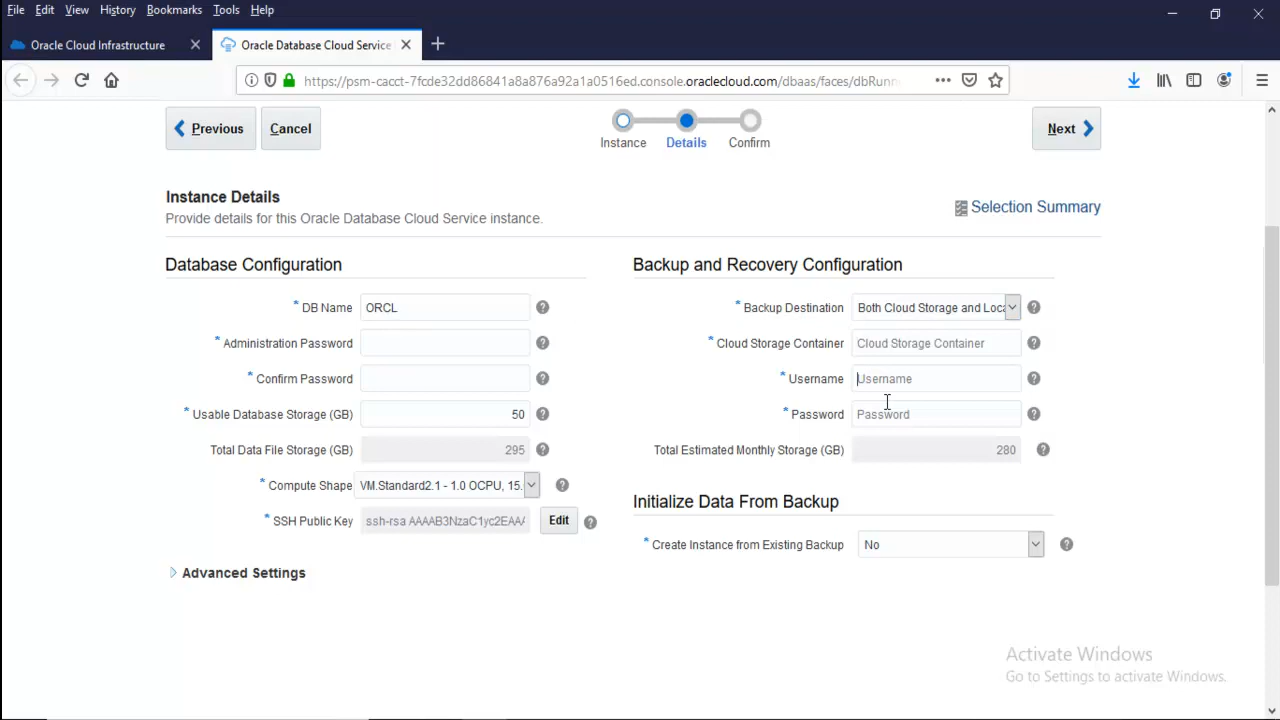 File Edit View History Bookmarks Tools Help
Oracle Cloud Infrastructure
Oracle Database Cloud Service
https://psm-cacct-7fcde32dd86841a8a876a92a1a0516ed.console.oraclecloud.com/dbaas/faces/dbRunn
Previous Cancel
Instance Details Confirm
Next
Instance Details
Provide details for this Oracle Database Cloud Service instance.
Selection Summary
Database Configuration
* DB Name ORCL ?
* Administration Password ?
* Confirm Password ?
* Usable Database Storage (GB) 50 ?
Total Data File Storage (GB) 295 ?
* Compute Shape VM.Standard2.1 - 1.0 OCPU, 15. ?
* SSH Public Key ssh-rsa AAAAB3NzaC1yc2EAA Edit ?
Advanced Settings
Backup and Recovery Configuration
* Backup Destination Both Cloud Storage and Loca ?
* Cloud Storage Container Cloud Storage Container ?
* Username Username ?
* Password Password ?
Total Estimated Monthly Storage (GB) 280 ?
Initialize Data From Backup
* Create Instance from Existing Backup No ?
Activate Windows
Go to Settings to activate Windows.